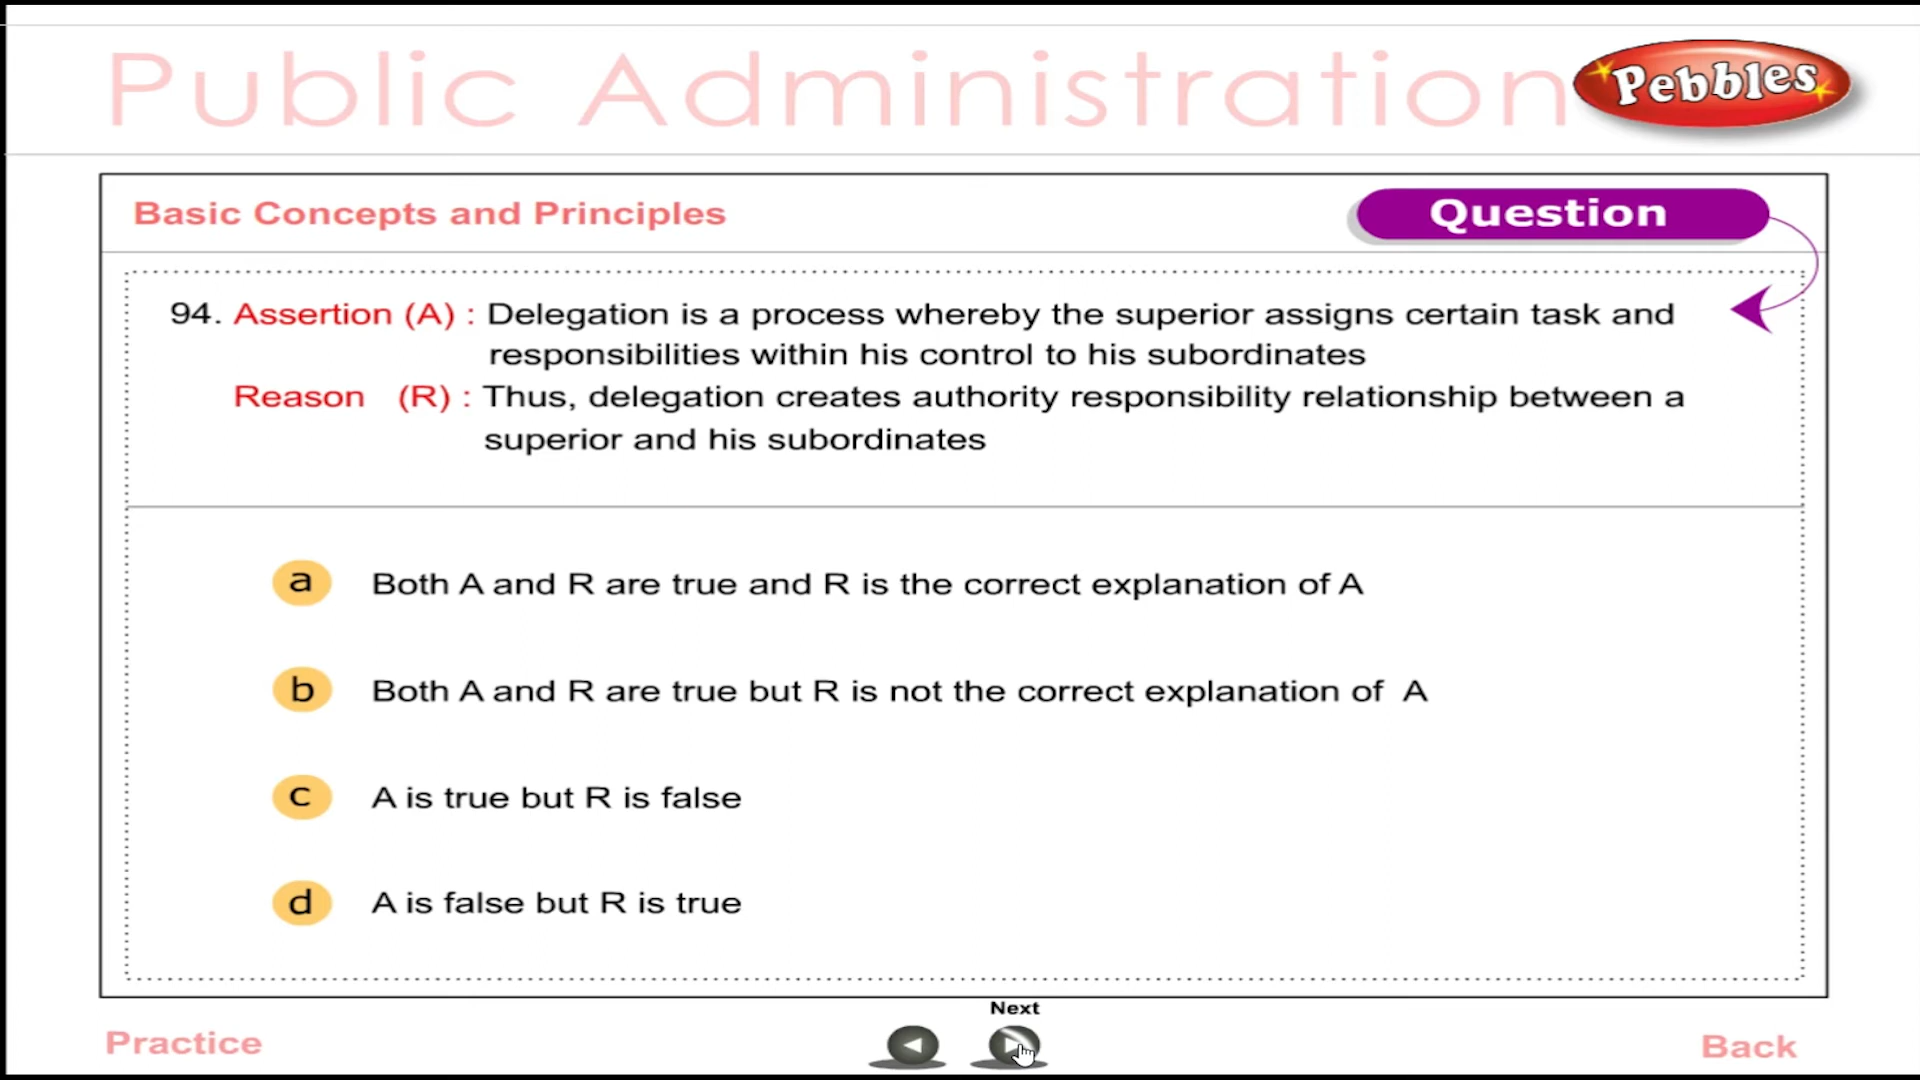 Public Administration
Pebbles
Basic Concepts and Principles
Question
94. Assertion (A) : Delegation is a process whereby the superior assigns certain task and
responsibilities within his control to his subordinates
Reason (R) : Thus, delegation creates authority responsibility relationship between a
superior and his subordinates
a Both A and R are true and R is the correct explanation of A
b Both A and R are true but R is not the correct explanation of A
c A is true but R is false
d A is false but R is true
Next
Practice
Back